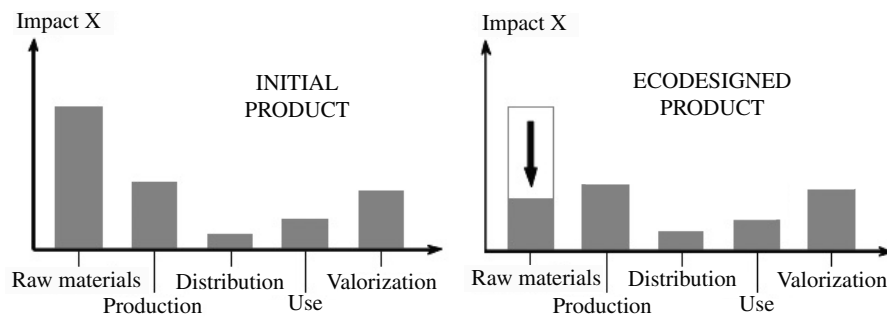 Impact X
INITIAL
PRODUCT
Raw materials
Production
Distribution
Use
Valorization
Impact X
ECODESIGNED
PRODUCT
Raw materials
Production
Distribution
Use
Valorization